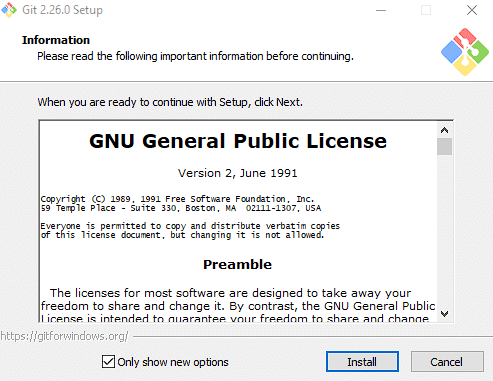 Git 2.26.0 Setup
Information
Please read the following important information before continuing.
When you are ready to continue with Setup, click Next.
GNU General Public License
Version 2, June 1991
Copyright (C) 1989, 1991 Free Software Foundation, Inc.
59 Temple Place - Suite 330, Boston, MA  02111-1307, USA
Everyone is permitted to copy and distribute verbatim copies
of this license document, but changing it is not allowed.
Preamble
The licenses for most software are designed to take away your
freedom to share and change it. By contrast, the GNU General Public
License is intended to guarantee your freedom to share and change
https://gitforwindows.org/
Only show new options
Install
Cancel